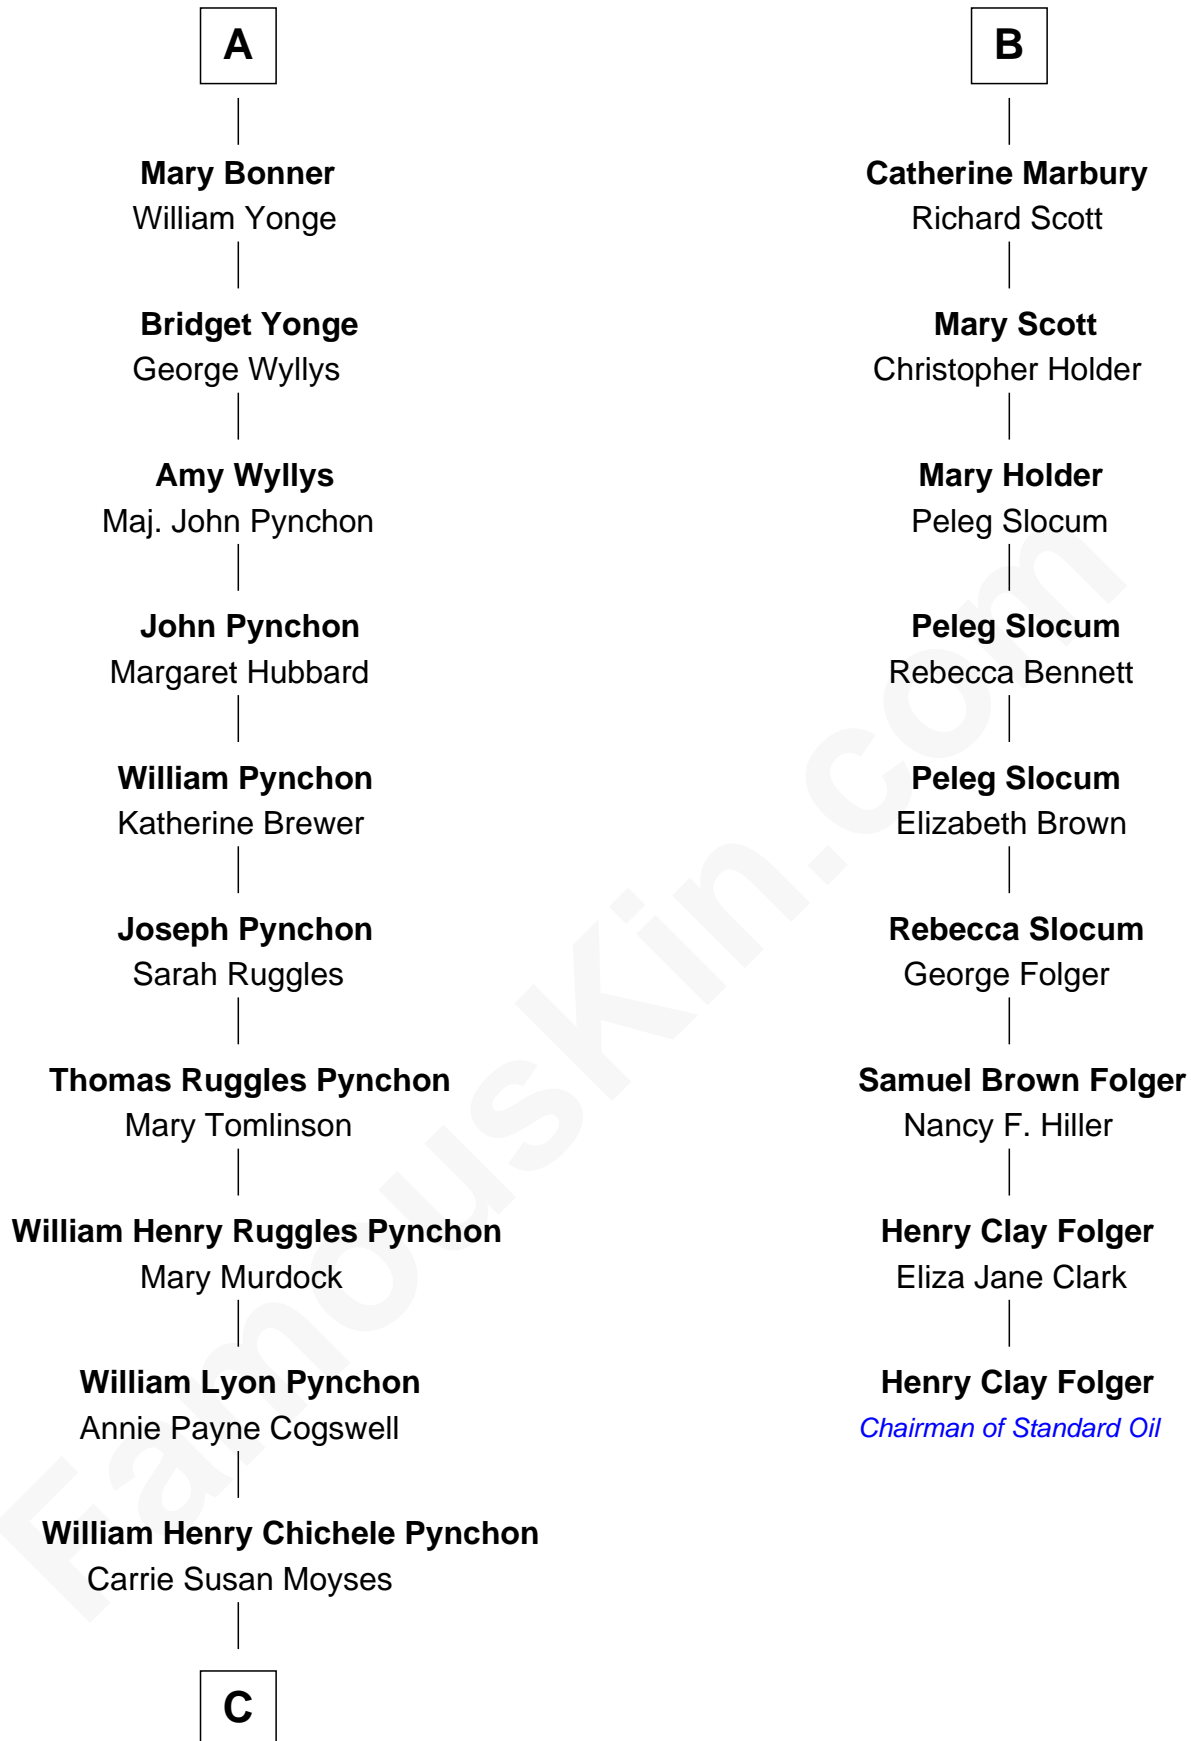 A
Mary Bonner
William Yonge
Bridget Yonge
George Wyllys
Amy Wyllys
Maj. John Pynchon
John Pynchon
Margaret Hubbard
William Pynchon
Katherine Brewer
Joseph Pynchon
Sarah Ruggles
Thomas Ruggles Pynchon
Mary Tomlinson
William Henry Ruggles Pynchon
Mary Murdock
William Lyon Pynchon
Annie Payne Cogswell
William Henry Chichele Pynchon
Carrie Susan Moyses
C
B
Catherine Marbury
Richard Scott
Mary Scott
Christopher Holder
Mary Holder
Peleg Slocum
Peleg Slocum
Rebecca Bennett
Peleg Slocum
Elizabeth Brown
Rebecca Slocum
George Folger
Samuel Brown Folger
Nancy F. Hiller
Henry Clay Folger
Eliza Jane Clark
Henry Clay Folger
Chairman of Standard Oil
FamousKin.com